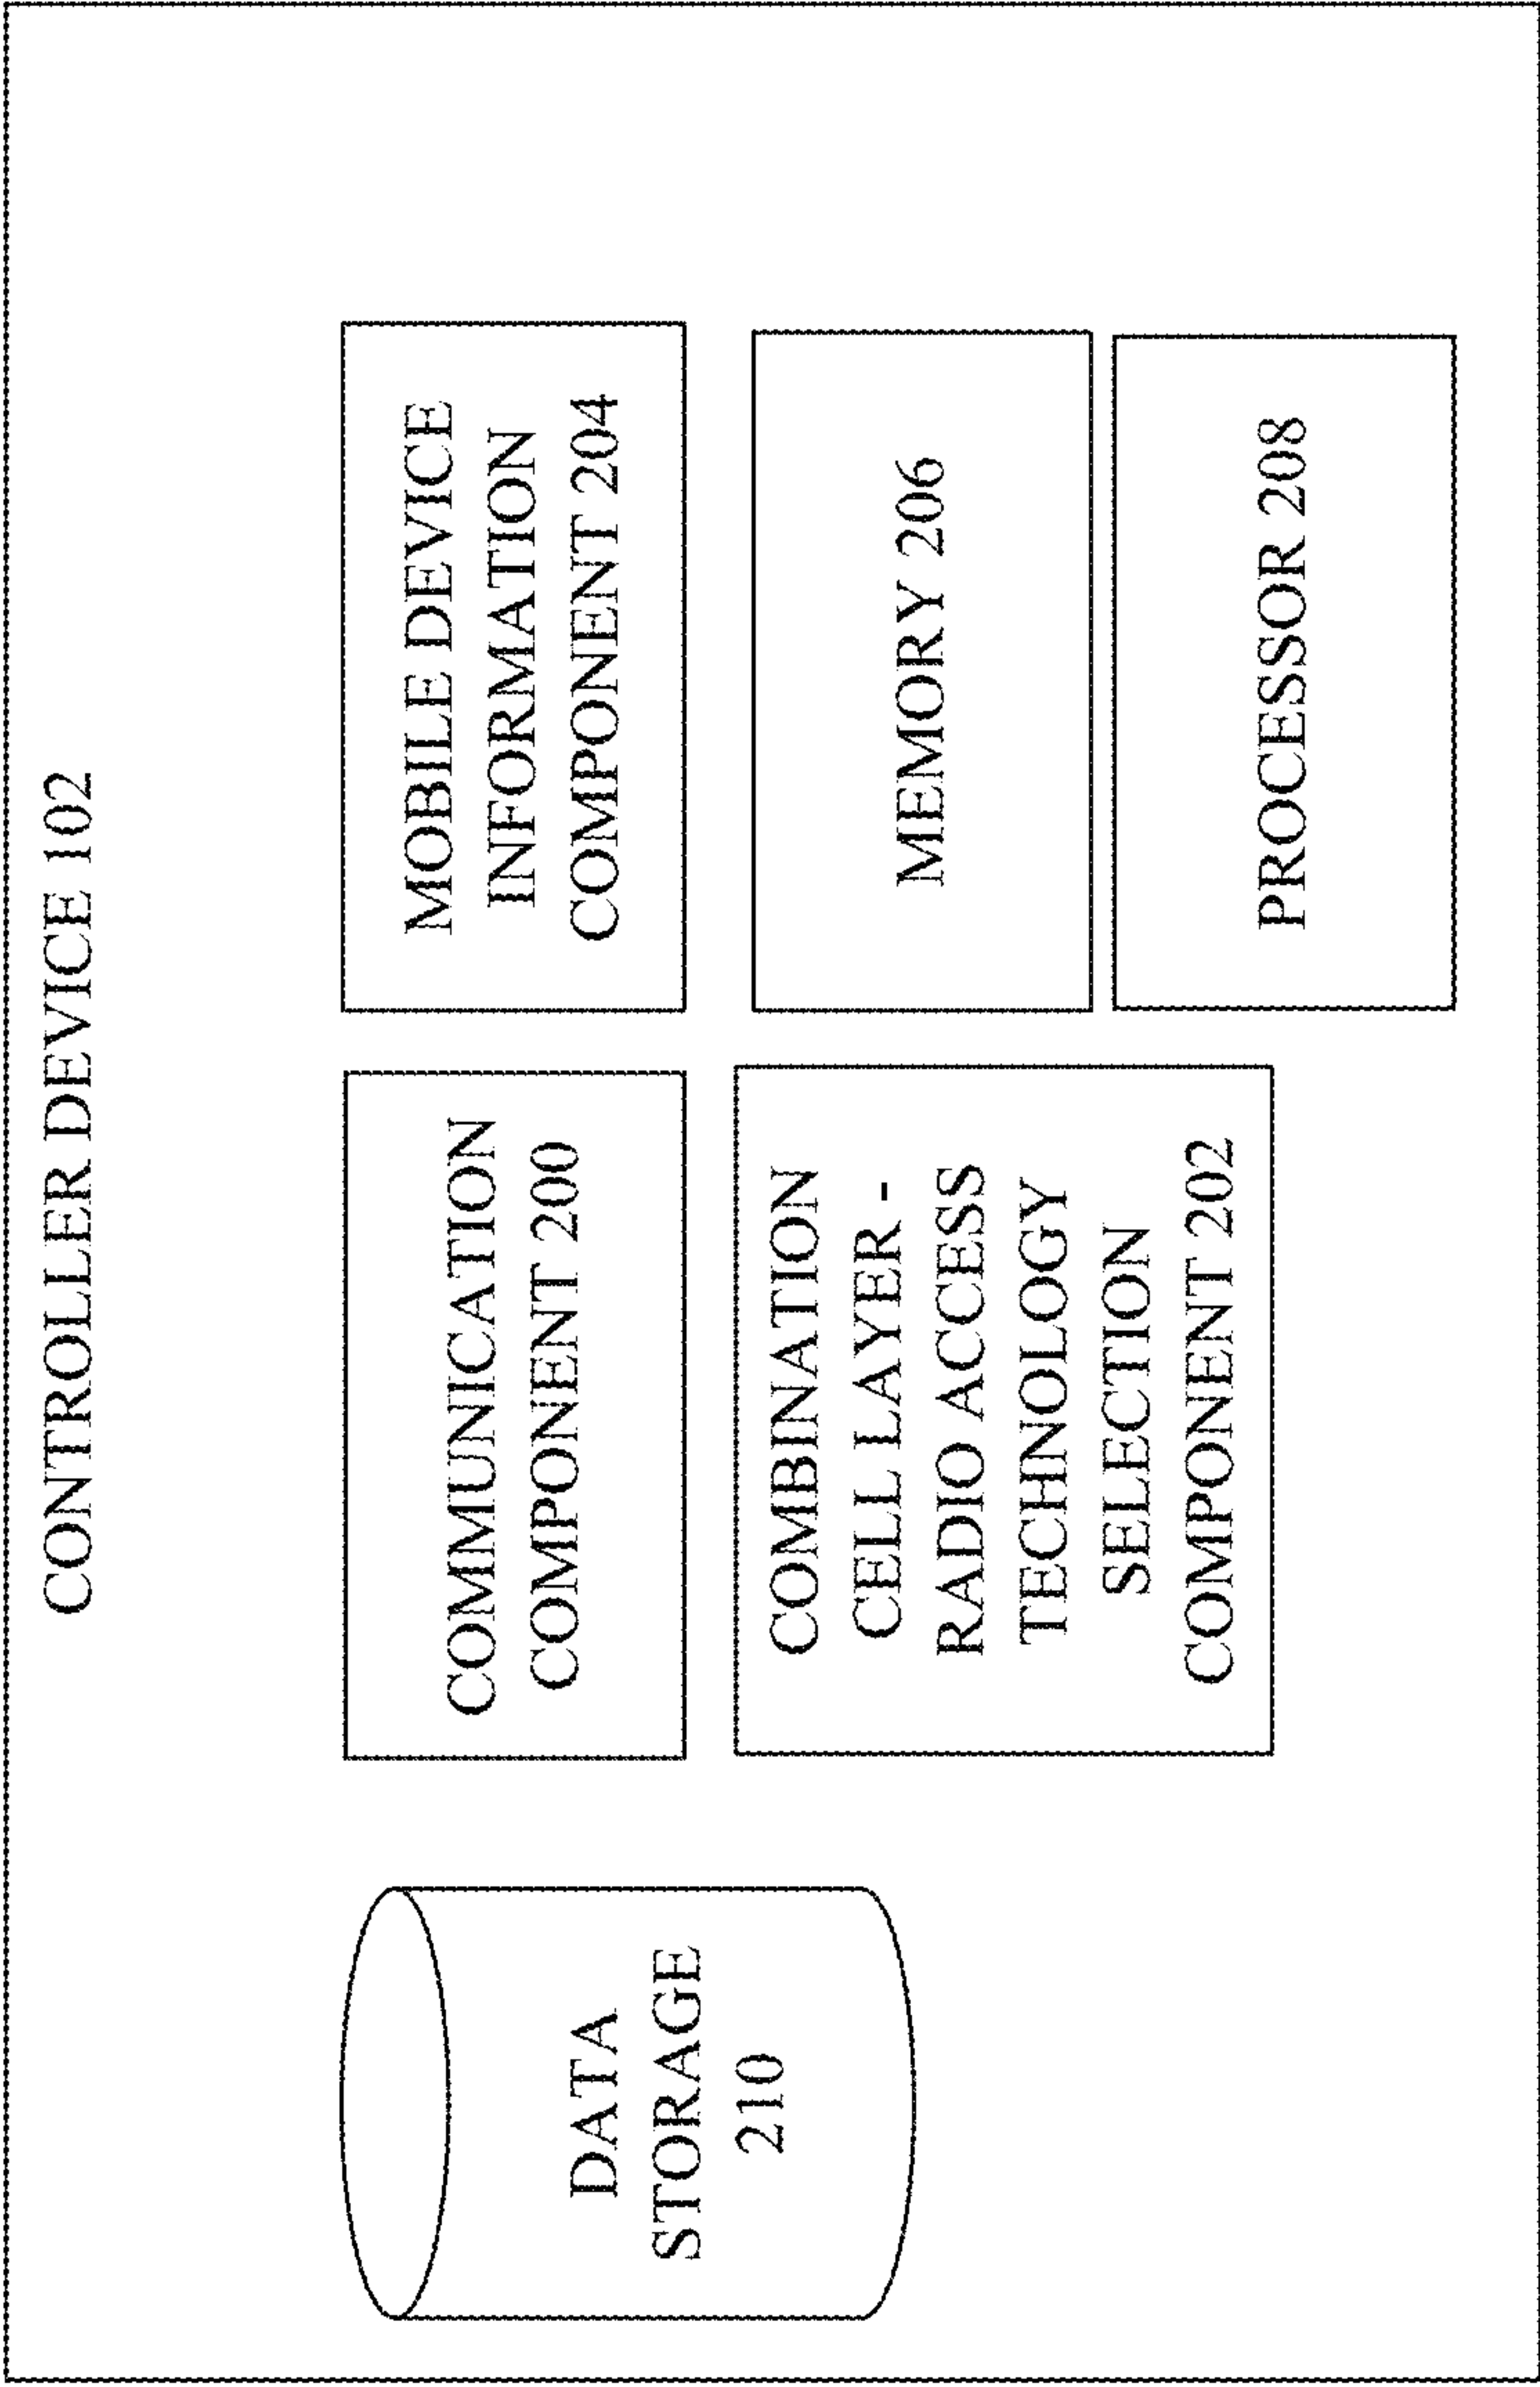 CONTROLLER DEVICE 102
DATA
STORAGE
210
COMMUNICATION
COMPONENT 200
COMBINATION
CELL LAYER -
RADIO ACCESS
TECHNOLOGY
SELECTION
COMPONENT 202
MOBILE DEVICE
INFORMATION
COMPONENT 204
MEMORY 206
PROCESSOR 208